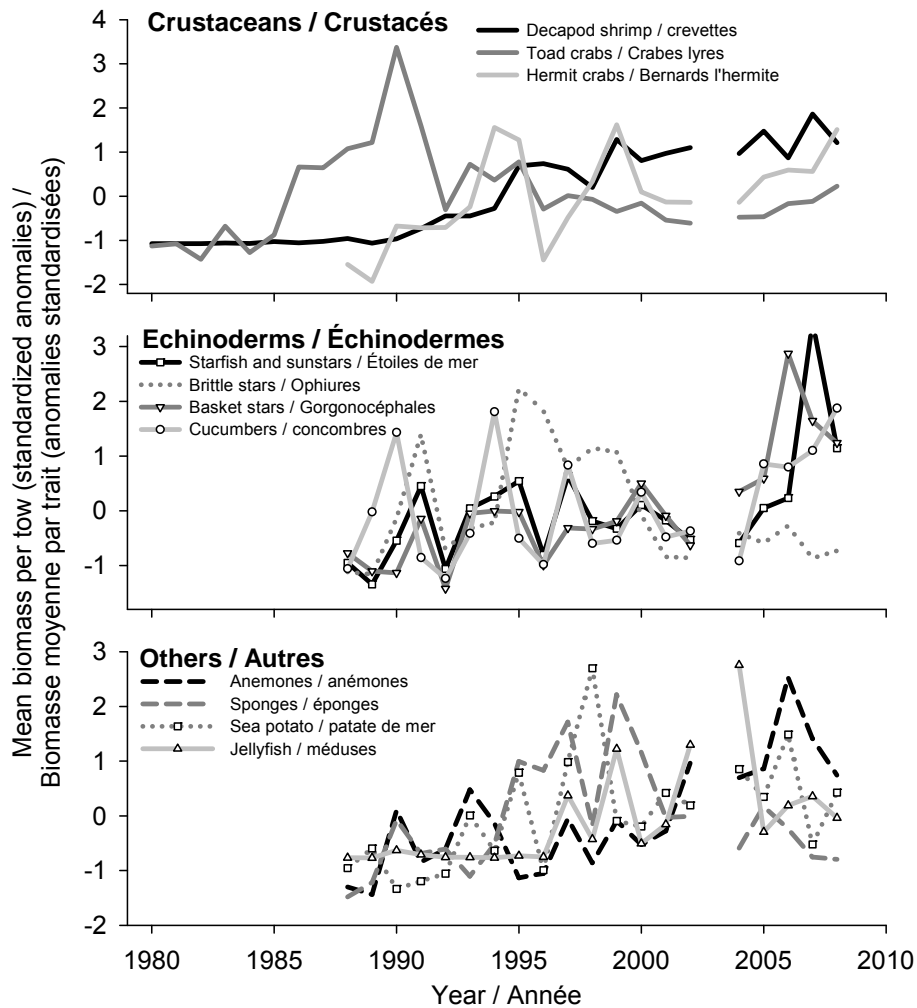 Crustaceans / Crustacés
Decapod shrimp / crevettes
Toad crabs / Crabes lyres
Hermit crabs / Bernards l'hermite
4
3
2
1
0
-1
-2
Mean biomass per tow (standardized anomalies) /
Biomasse moyenne par trait (anomalies standardisées)
Echinoderms / Échinodermes
Starfish and sunstars / Étoiles de mer
Brittle stars / Ophiures
Basket stars / Gorgonocéphales
Cucumbers / concombres
3
2
1
0
-1
Others / Autres
Anemones / anémones
Sponges / éponges
Sea potato / patate de mer
Jellyfish / méduses
3
2
1
0
-1
-2
1980 1985 1990 1995 2000 2005 2010
Year / Année